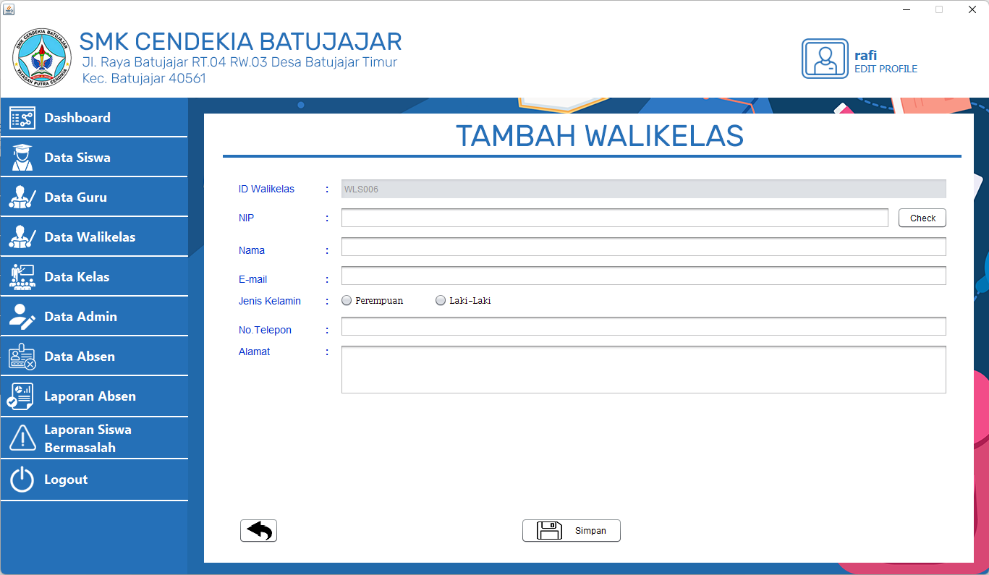 SMK CENDEKIA BATUJAJAR
Jl. Raya Batujajar RT.04 RW.03 Desa Batujajar Timur
Kec. Batujajar 40561
rafi
EDIT PROFILE
Dashboard
Data Siswa
Data Guru
Data Walikelas
Data Kelas
Data Admin
Data Absen
Laporan Absen
Laporan Siswa
Bermasalah
Logout
TAMBAH WALIKELAS
ID Walikelas : WLS006
NIP : Check
Nama :
E-mail :
Jenis Kelamin : Perempuan Laki-Laki
No.Telepon :
Alamat :
Simpan